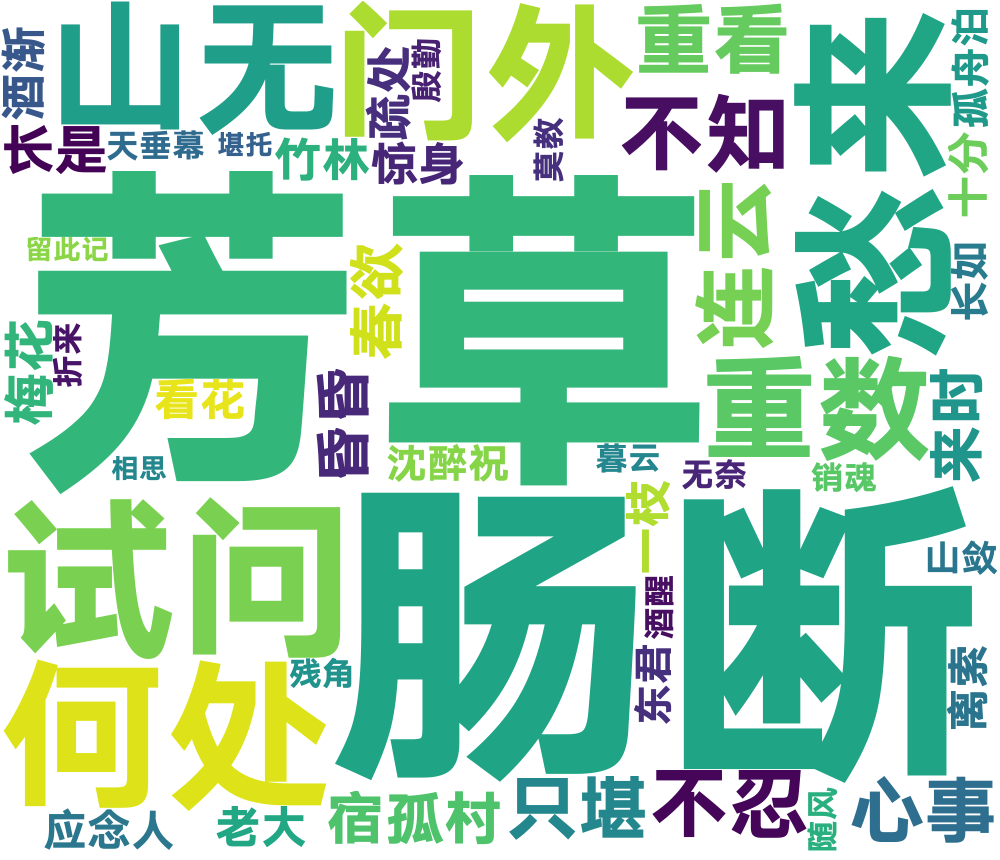 酒渐
山无
门外
疏处
殷勤
重看
来
孤舟泊
长是
天垂幕
堪托
竹林
惊身
莫教
不知
十分
芳草
留此记
春欲
连云
愁
长如
梅花
折来
看花
昏昏
重数
来时
相思
沈醉祝
暮云
无奈
销魂
试问
肠断
一枝
酒醒
山敛
何处
残角
东君
离索
应念人
老大
宿孤村
只堪
不忍
随风
心事